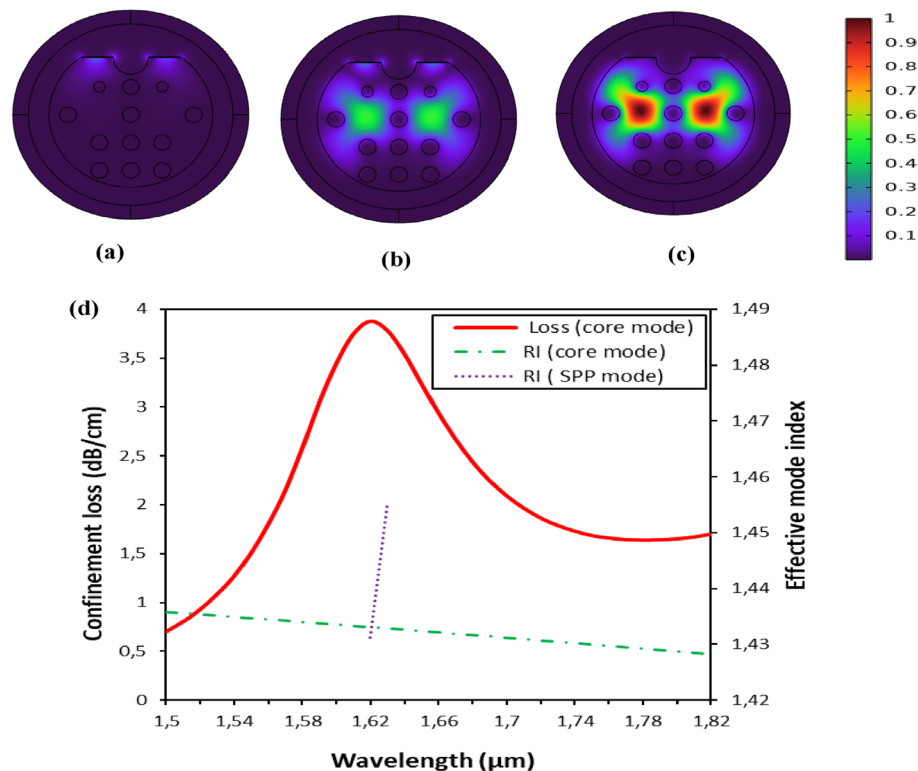 1
0.9
0.8
0.7
0.6
0.5
0.4
0.3
0.2
0.1
(a)
(b)
(c)
(d)
Loss (core mode)
RI (core mode)
RI ( SPP mode)
Confinement loss (dB/cm)
4
3,5
3
2,5
2
1,5
1
0,5
0
1,49
1,48
1,47
1,46
1,45
1,44
1,43
1,42
Effective mode index
1,5 1,54 1,58 1,62 1,66 1,7 1,74 1,78 1,82
Wavelength (µm)